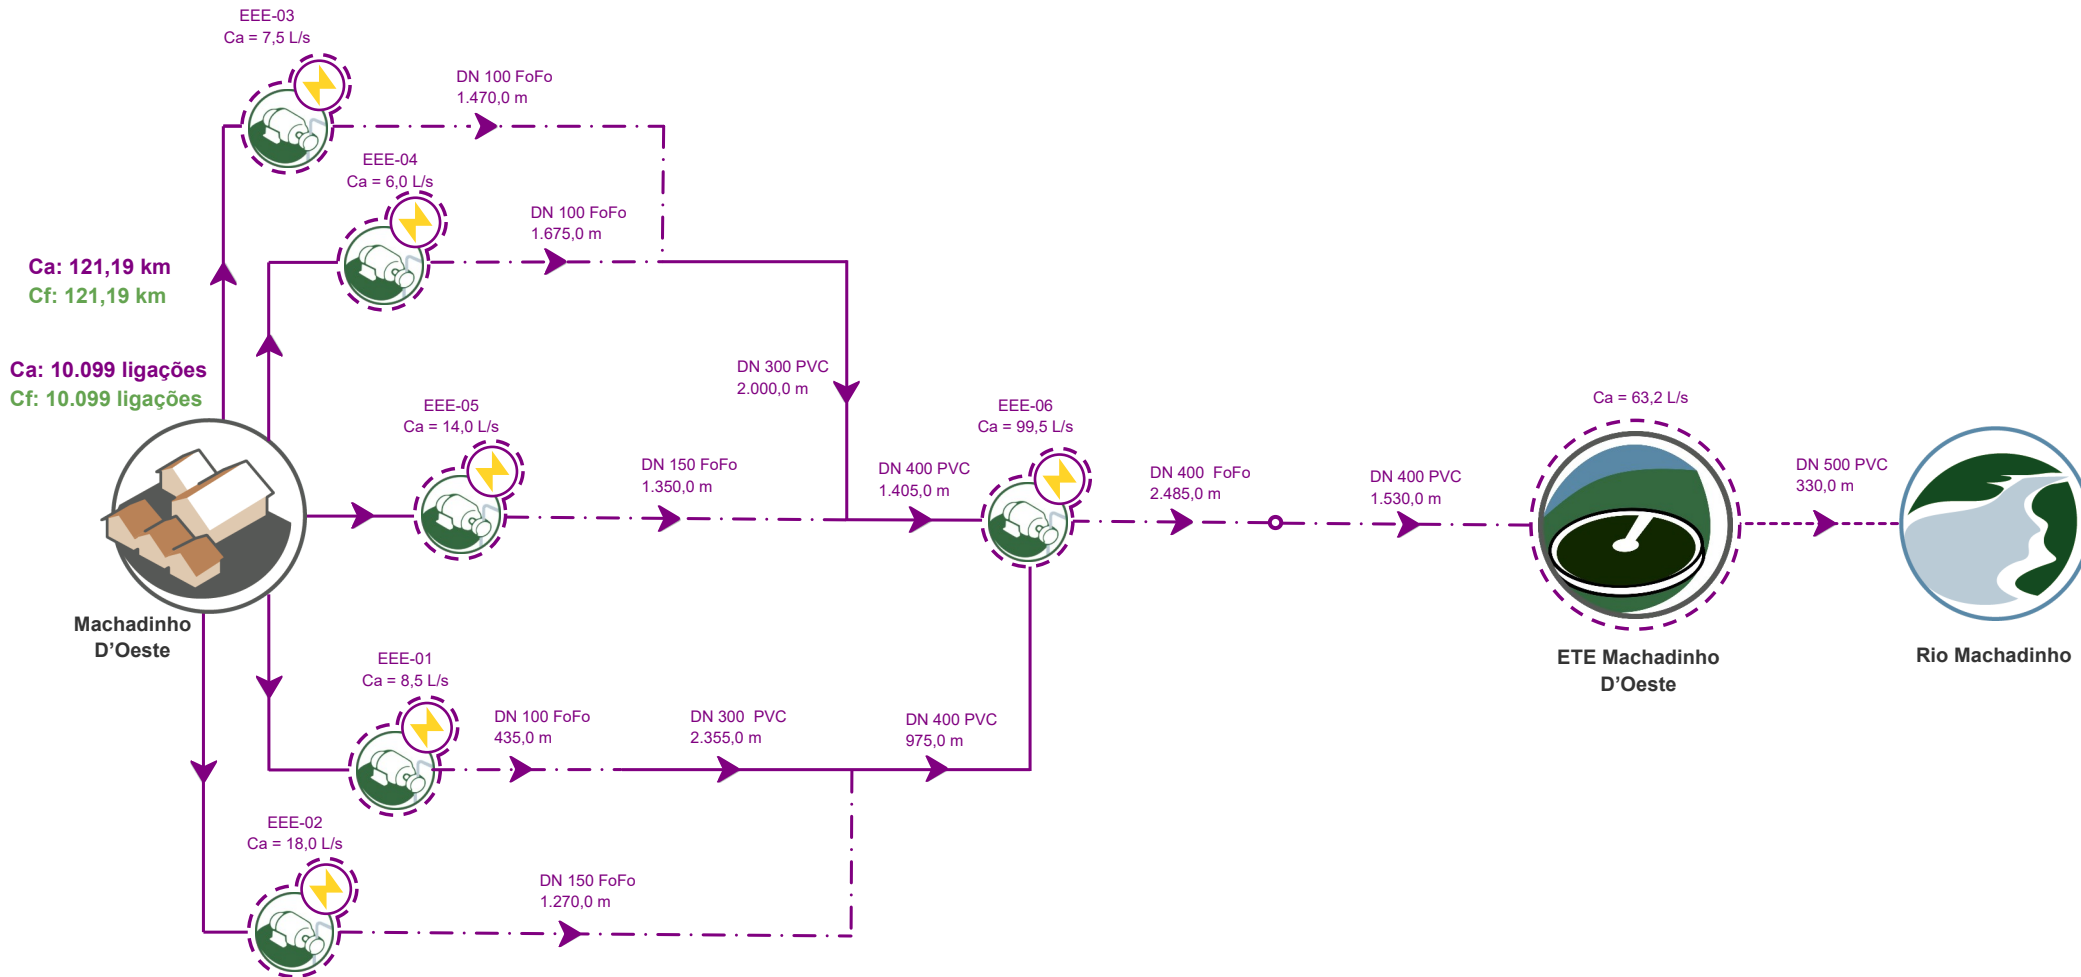 EEE-03
Ca = 7,5 L/s
DN 100 FoFo
1.470,0 m
EEE-04
Ca = 6,0 L/s
DN 100 FoFo
1.675,0 m
Ca: 121,19 km
Cf: 121,19 km
Ca: 10.099 ligações
Cf: 10.099 ligações
DN 300 PVC
2.000,0 m
EEE-05
Ca = 14,0 L/s
DN 150 FoFo
1.350,0 m
DN 400 PVC
1.405,0 m
EEE-06
Ca = 99,5 L/s
DN 400 FoFo
2.485,0 m
DN 400 PVC
1.530,0 m
Ca = 63,2 L/s
DN 500 PVC
330,0 m
Machadinho
D'Oeste
ETE Machadinho
D'Oeste
Rio Machadinho
EEE-01
Ca = 8,5 L/s
DN 100 FoFo
435,0 m
DN 300 PVC
2.355,0 m
DN 400 PVC
975,0 m
EEE-02
Ca = 18,0 L/s
DN 150 FoFo
1.270,0 m